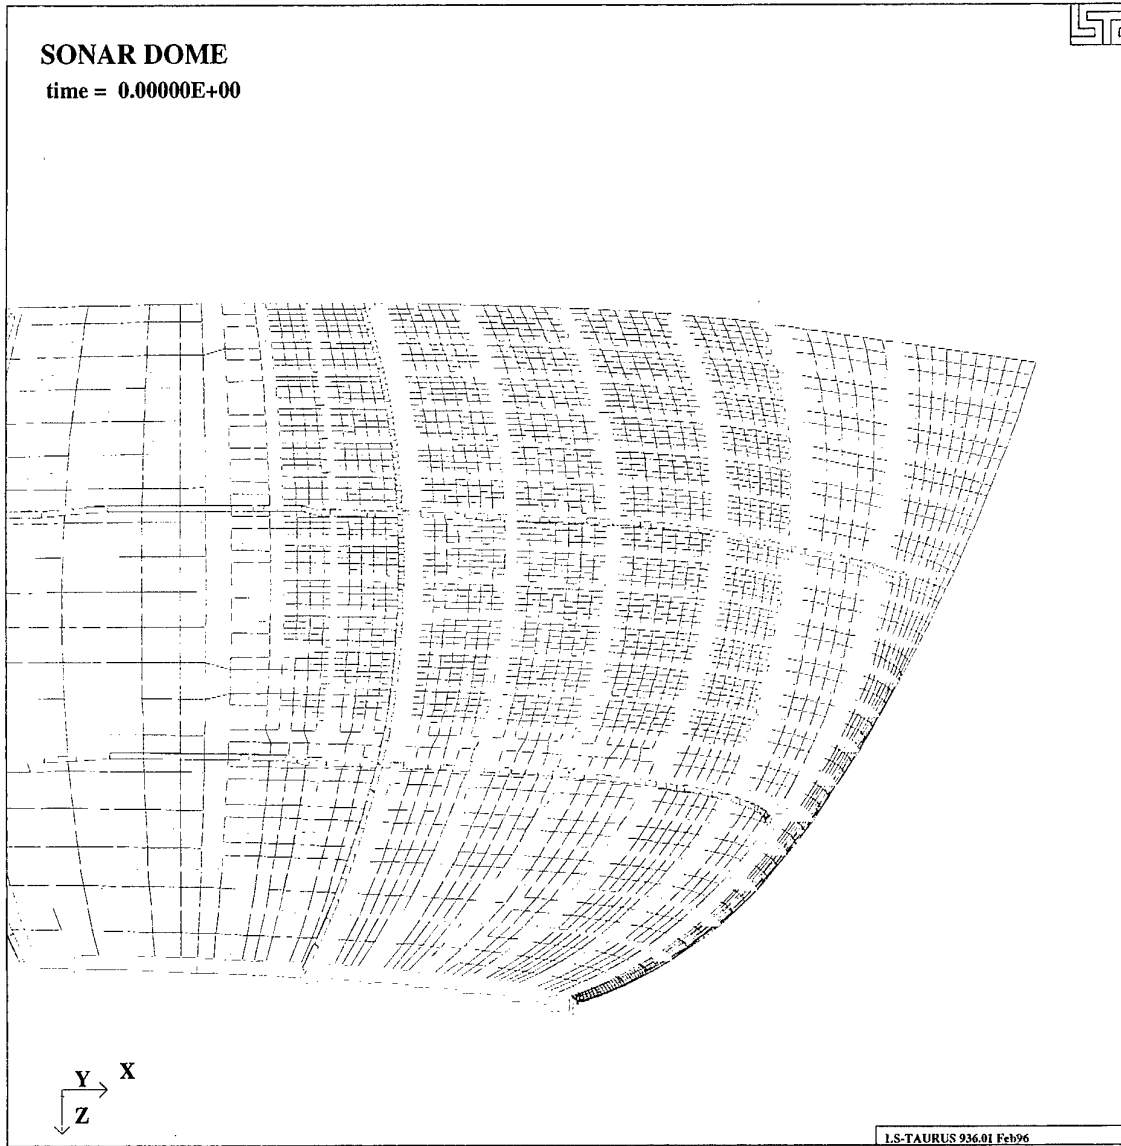 SONAR DOME
time = 0.00000E+00
Y X
Z
LS-TAURUS 936.01 Feb96